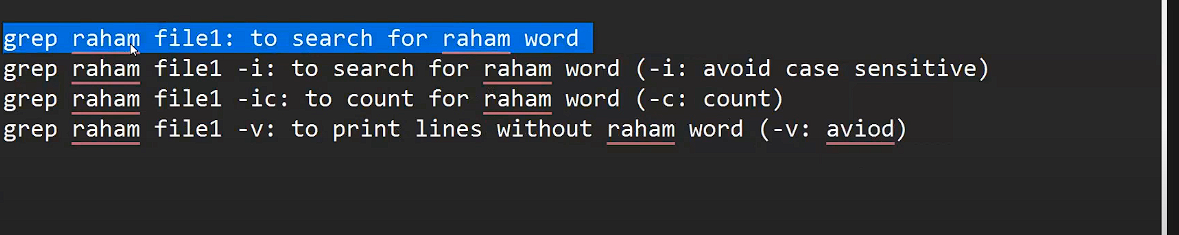 grep raham file1: to search for raham word
grep raham file1 -i: to search for raham word (-i: avoid case sensitive)
grep raham file1 -ic: to count for raham word (-c: count)
grep raham file1 -v: to print lines without raham word (-v: aviod)